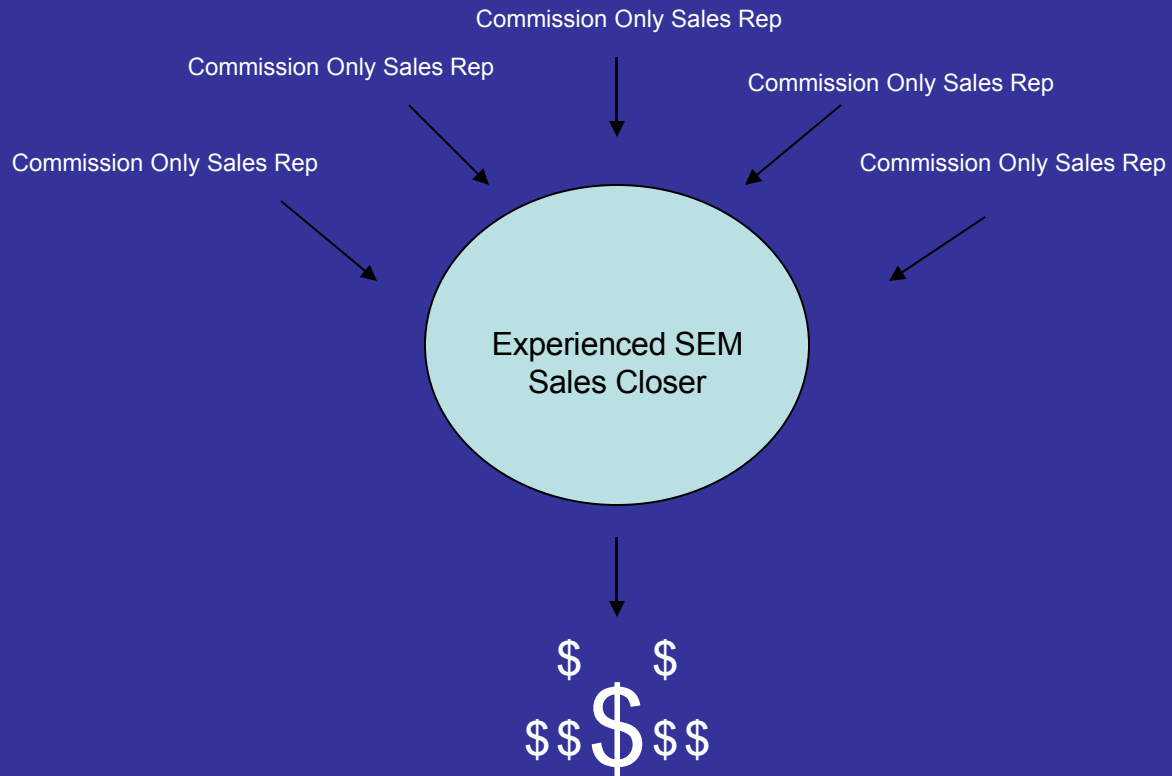 Commission Only Sales Rep
Commission Only Sales Rep
Commission Only Sales Rep
Commission Only Sales Rep
Commission Only Sales Rep
Experienced SEM
Sales Closer
$ $
$ $ $ $ $